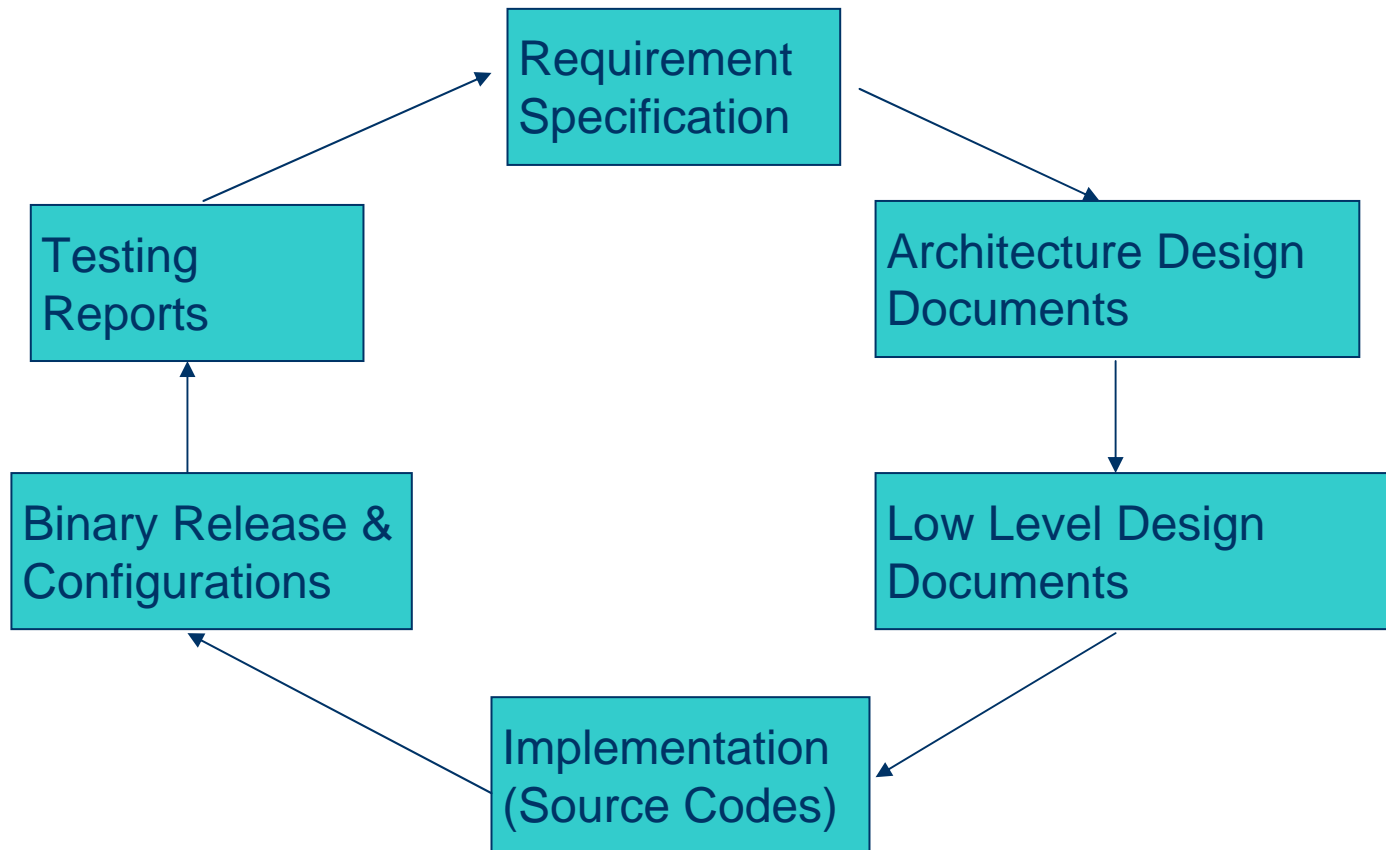 Requirement
Specification
Architecture Design
Documents
Low Level Design
Documents
Implementation
(Source Codes)
Binary Release &
Configurations
Testing
Reports